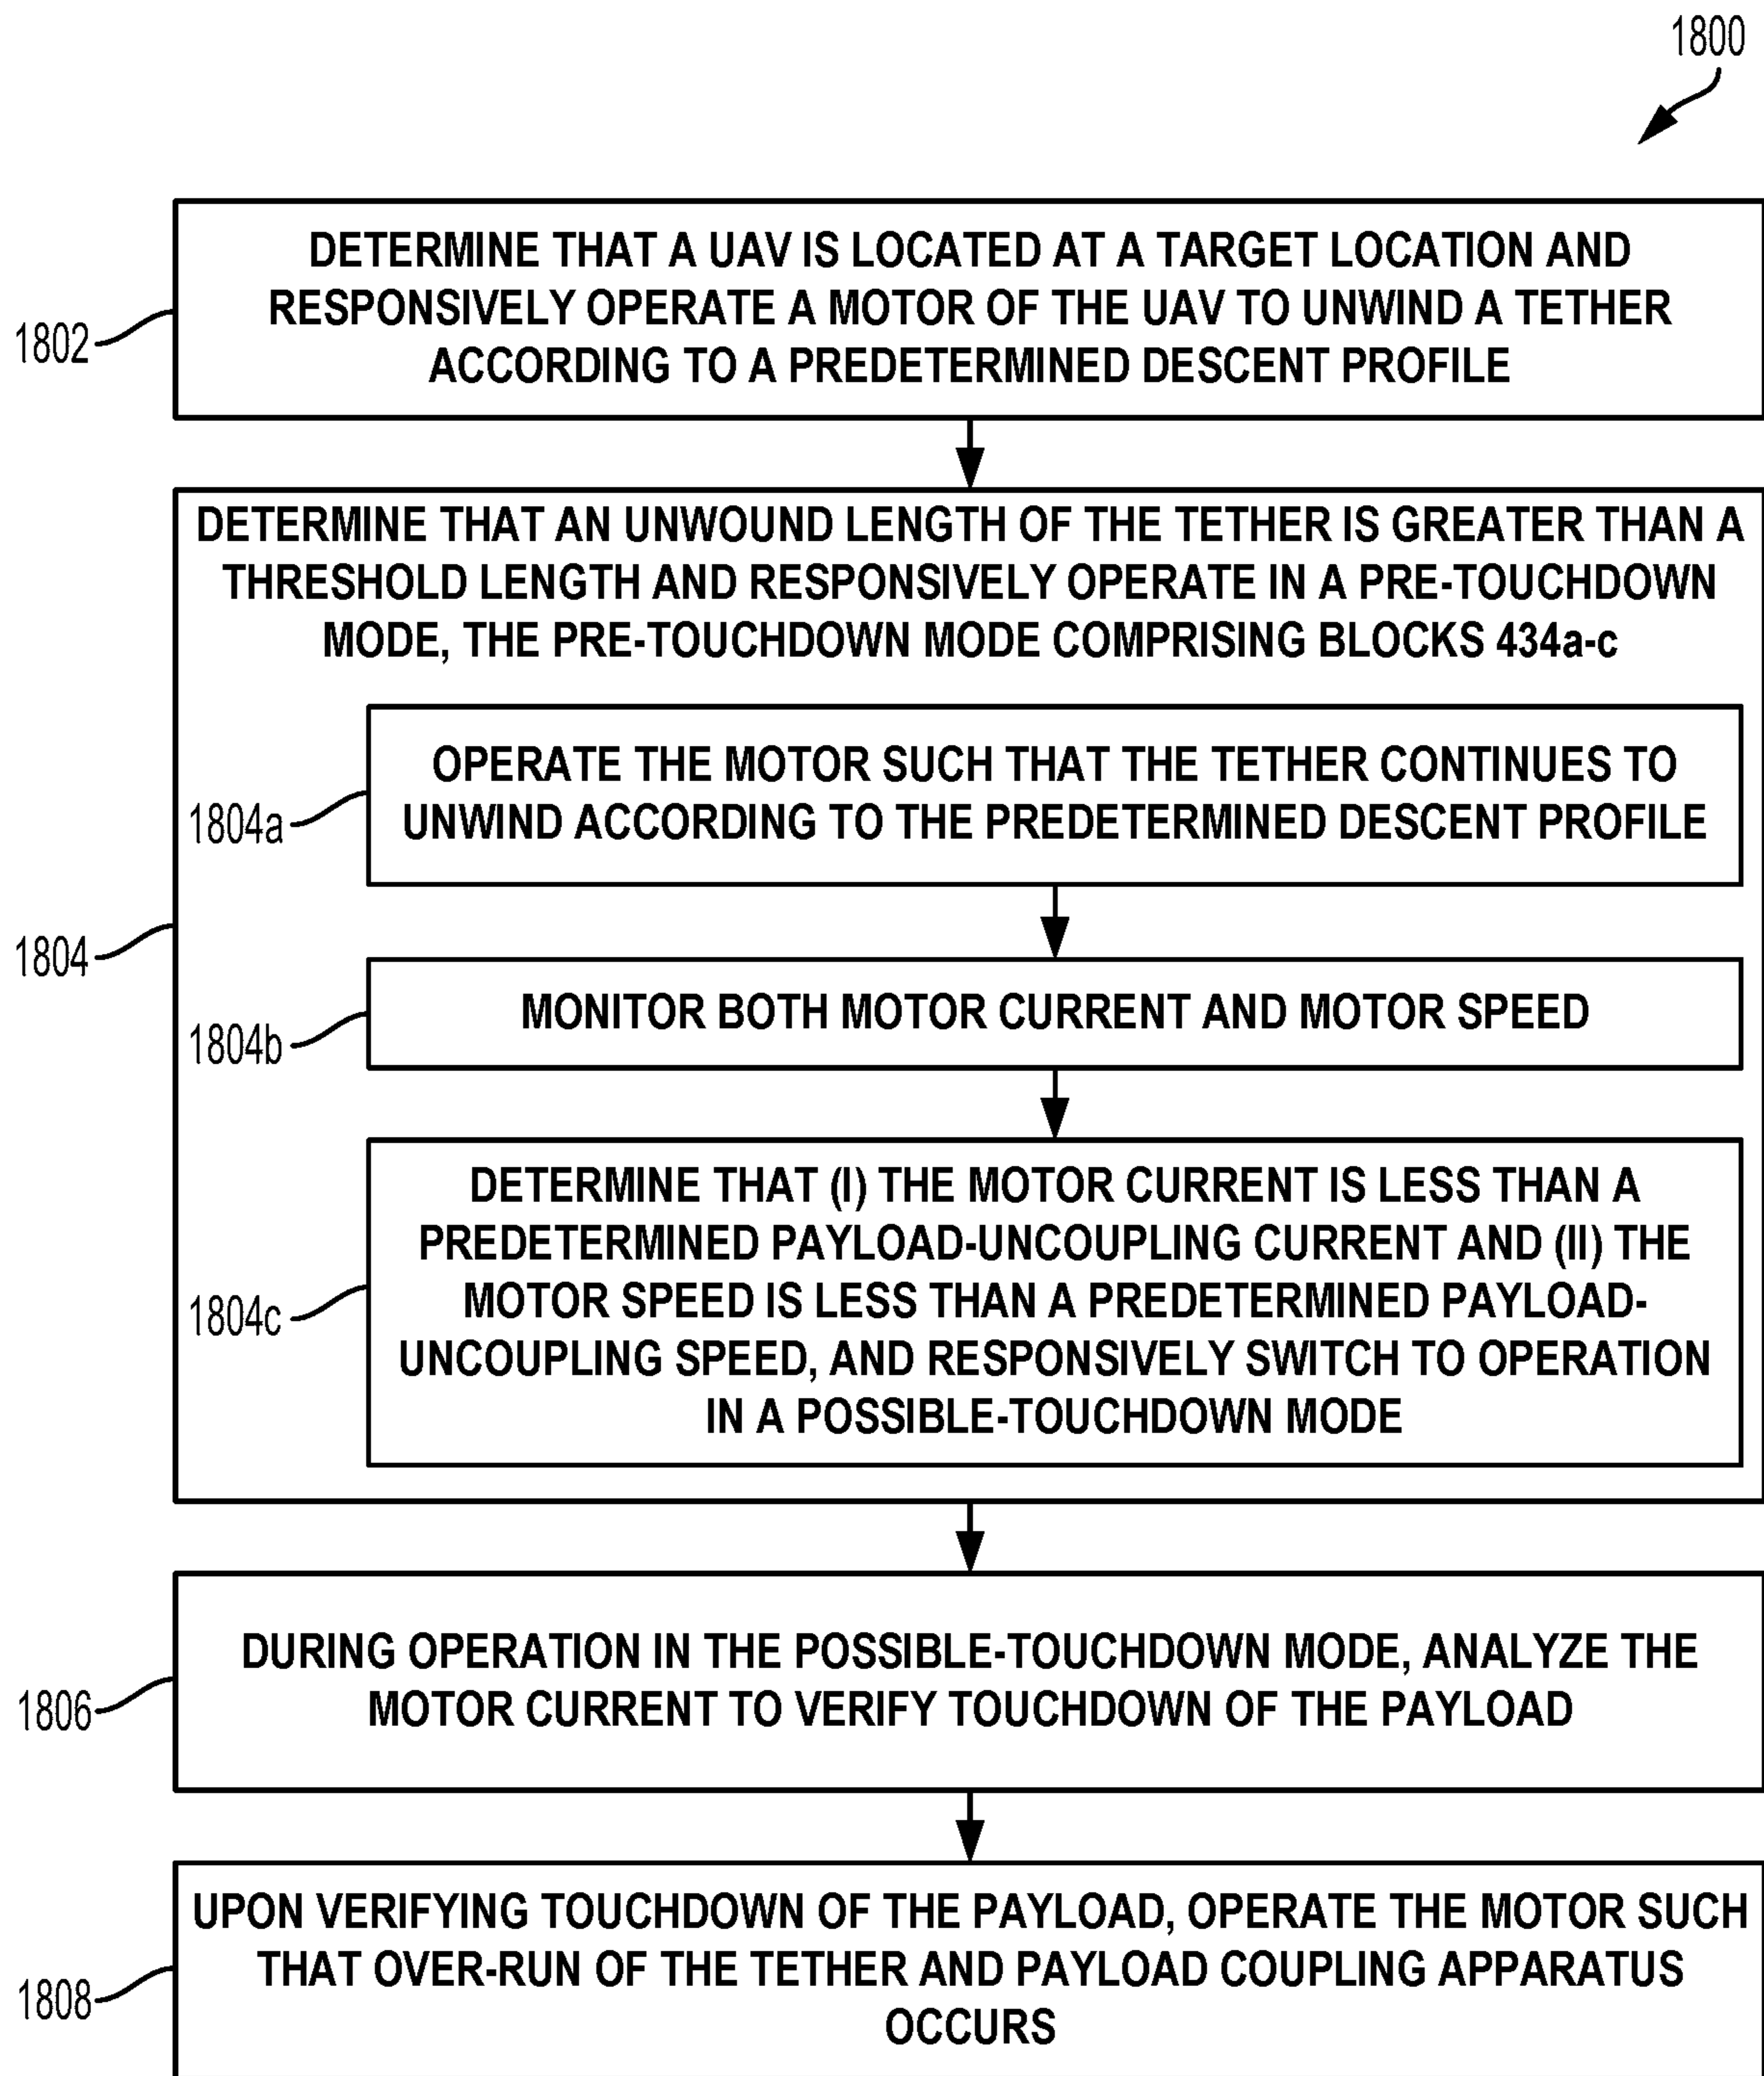 1800
DETERMINE THAT A UAV IS LOCATED AT A TARGET LOCATION AND
RESPONSIVELY OPERATE A MOTOR OF THE UAV TO UNWIND A TETHER
ACCORDING TO A PREDETERMINED DESCENT PROFILE
1802
DETERMINE THAT AN UNWOUND LENGTH OF THE TETHER IS GREATER THAN A
THRESHOLD LENGTH AND RESPONSIVELY OPERATE IN A PRE-TOUCHDOWN
MODE, THE PRE-TOUCHDOWN MODE COMPRISING BLOCKS 434a-c
OPERATE THE MOTOR SUCH THAT THE TETHER CONTINUES TO
UNWIND ACCORDING TO THE PREDETERMINED DESCENT PROFILE
1804a
1804
MONITOR BOTH MOTOR CURRENT AND MOTOR SPEED
1804b
DETERMINE THAT (I) THE MOTOR CURRENT IS LESS THAN A
PREDETERMINED PAYLOAD-UNCOUPLING CURRENT AND (II) THE
MOTOR SPEED IS LESS THAN A PREDETERMINED PAYLOAD-
UNCOUPLING SPEED, AND RESPONSIVELY SWITCH TO OPERATION
IN A POSSIBLE-TOUCHDOWN MODE
1804c
DURING OPERATION IN THE POSSIBLE-TOUCHDOWN MODE, ANALYZE THE
MOTOR CURRENT TO VERIFY TOUCHDOWN OF THE PAYLOAD
1806
UPON VERIFYING TOUCHDOWN OF THE PAYLOAD, OPERATE THE MOTOR SUCH
THAT OVER-RUN OF THE TETHER AND PAYLOAD COUPLING APPARATUS
OCCURS
1808